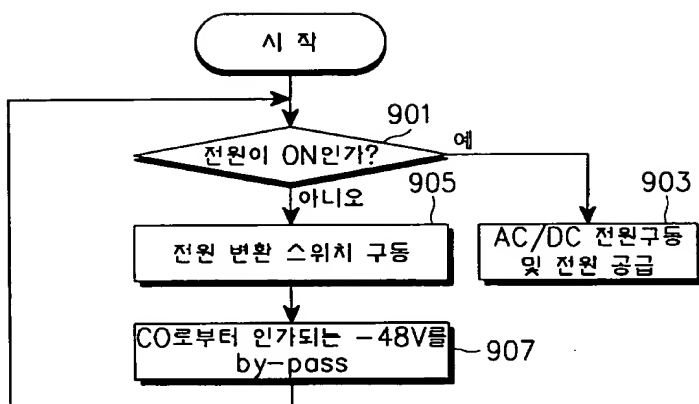 시 작
901
전원이 ON인가?
예
아니오
905
903
전원 변환 스위치 구동
AC/DC 전원구동
및 전원 공급
CO로부터 인가되는 -48V를
by-pass
907